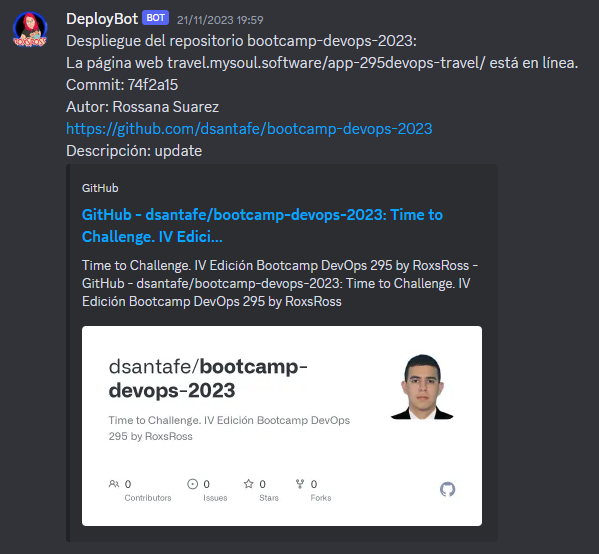 DeployBot BOT 21/11/2023 19:59
Despliegue del repositorio bootcamp-devops-2023:
La página web travel.mysoul.software/app-295devops-travel/ está en línea.
Commit: 74f2a15
Autor: Rossana Suarez
https://github.com/dsantafe/bootcamp-devops-2023
Descripción: update
GitHub
GitHub - dsantafe/bootcamp-devops-2023: Time to
Challenge. IV Edici...
Time to Challenge. IV Edición Bootcamp DevOps 295 by RoxsRoss -
GitHub - dsantafe/bootcamp-devops-2023: Time to Challenge. IV
Edición Bootcamp DevOps 295 by RoxsRoss
dsantafe/bootcamp-
devops-2023
Time to Challenge. IV Edición Bootcamp DevOps
295 by RoxsRoss
0 0 0 0
Contributors Issues Stars Forks